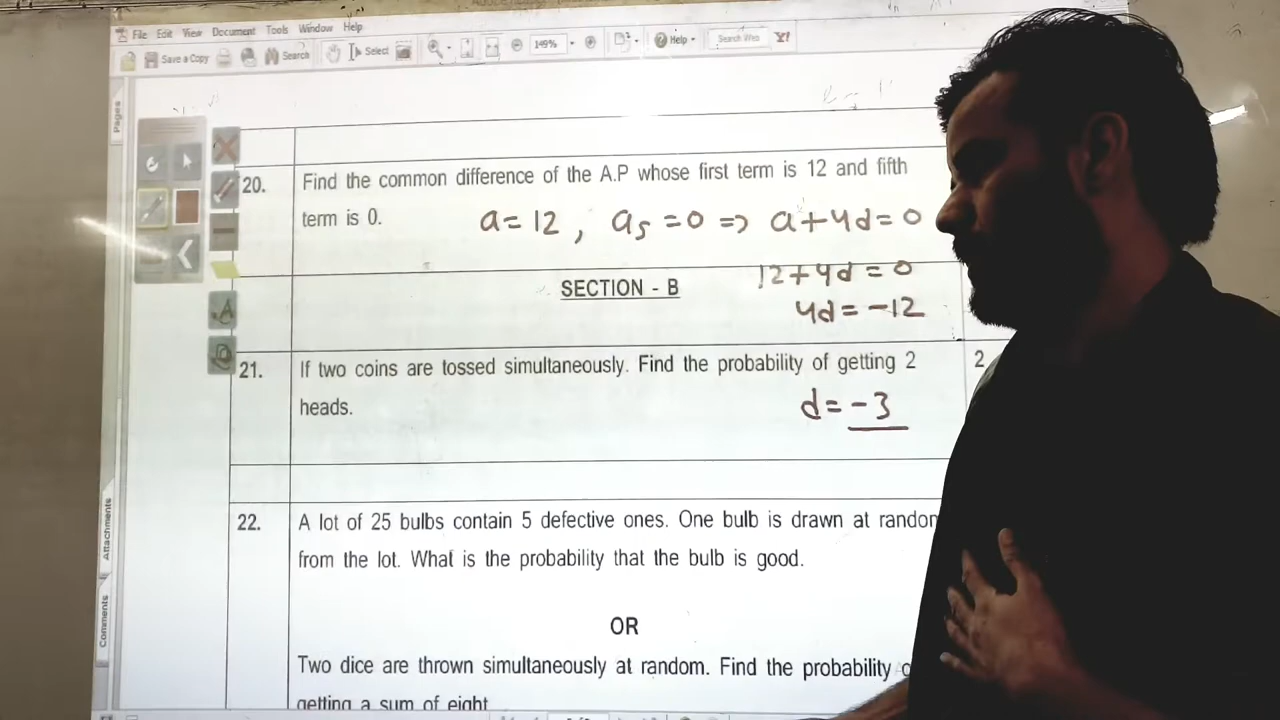 File Edit View Document Tools Window Help
Save a Copy Search Select 149% Help Search Web Y!
Pages
20. Find the common difference of the A.P whose first term is 12 and fifth
term is 0. a = 12 , a5 = 0 => a+4d=0
12+4d = 0
SECTION - B
4d = -12
21. If two coins are tossed simultaneously. Find the probability of getting 2 2
heads. d = -3
22. A lot of 25 bulbs contain 5 defective ones. One bulb is drawn at
from the lot. What is the probability that the bulb is good.
OR
Two dice are thrown simultaneously at random. Find the probability
getting a sum of eight
Attachments
Comments